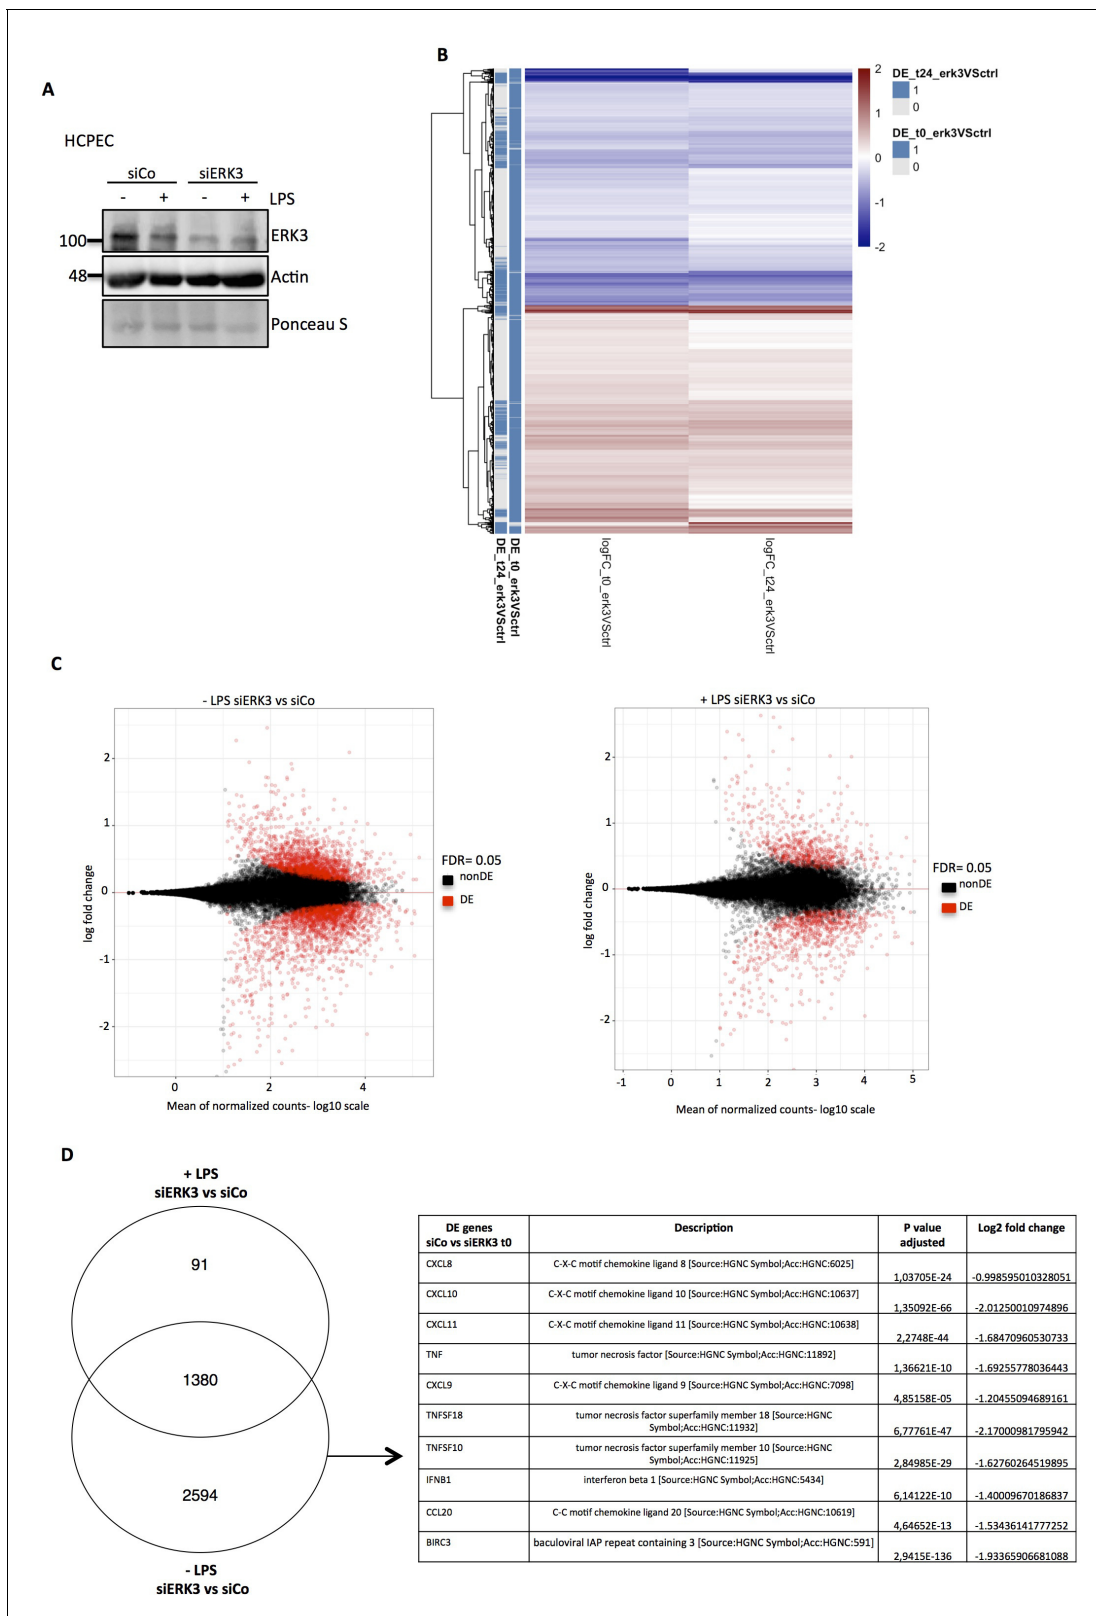 A
HCPEC
siCo siERK3
- + - + LPS
100 ERK3
48 Actin
Ponceau S
B
2
1
0
-1
-2
DE_t24_erk3VSctrl
1
0
DE_t0_erk3VSctrl
1
0
DE_t24_erk3VSctrl
DE_t0_erk3VSctrl
logFC_t0_erk3VSctrl
logFC_t24_erk3VSctrl
C
- LPS siERK3 vs siCo
log fold change
2
1
0
-1
-2
0 2 4
Mean of normalized counts- log10 scale
FDR= 0.05
nonDE
DE
+ LPS siERK3 vs siCo
log fold change
2
1
0
-1
-2
-1 0 1 2 3 4 5
Mean of normalized counts- log10 scale
FDR= 0.05
nonDE
DE
D
+ LPS
siERK3 vs siCo
91
1380
2594
- LPS
siERK3 vs siCo
DE genes
siCo vs siERK3 t0
Description
P value
adjusted
Log2 fold change
CXCL8 C-X-C motif chemokine ligand 8 [Source:HGNC Symbol;Acc:HGNC:6025]
1,03705E-24 -0.998595010328051
CXCL10 C-X-C motif chemokine ligand 10 [Source:HGNC Symbol;Acc:HGNC:10637]
1,35092E-66 -2.01250010974896
CXCL11 C-X-C motif chemokine ligand 11 [Source:HGNC Symbol;Acc:HGNC:10638]
2,2748E-44 -1.68470960530733
TNF tumor necrosis factor [Source:HGNC Symbol;Acc:HGNC:11892]
1,36621E-10 -1.69255778036443
CXCL9 C-X-C motif chemokine ligand 9 [Source:HGNC Symbol;Acc:HGNC:7098]
4,85158E-05 -1.20455094689161
TNFSF18 tumor necrosis factor superfamily member 18 [Source:HGNC
Symbol;Acc:HGNC:11932]
6,77761E-47 -2.17000981795942
TNFSF10 tumor necrosis factor superfamily member 10 [Source:HGNC
Symbol;Acc:HGNC:11925]
2,84985E-29 -1.62760264519895
IFNB1 interferon beta 1 [Source:HGNC Symbol;Acc:HGNC:5434]
6,14122E-10 -1.40009670186837
CCL20 C-C motif chemokine ligand 20 [Source:HGNC Symbol;Acc:HGNC:10619]
4,64652E-13 -1.53436141777252
BIRC3 baculoviral IAP repeat containing 3 [Source:HGNC Symbol;Acc:HGNC:591]
2,9415E-136 -1.93365906681088